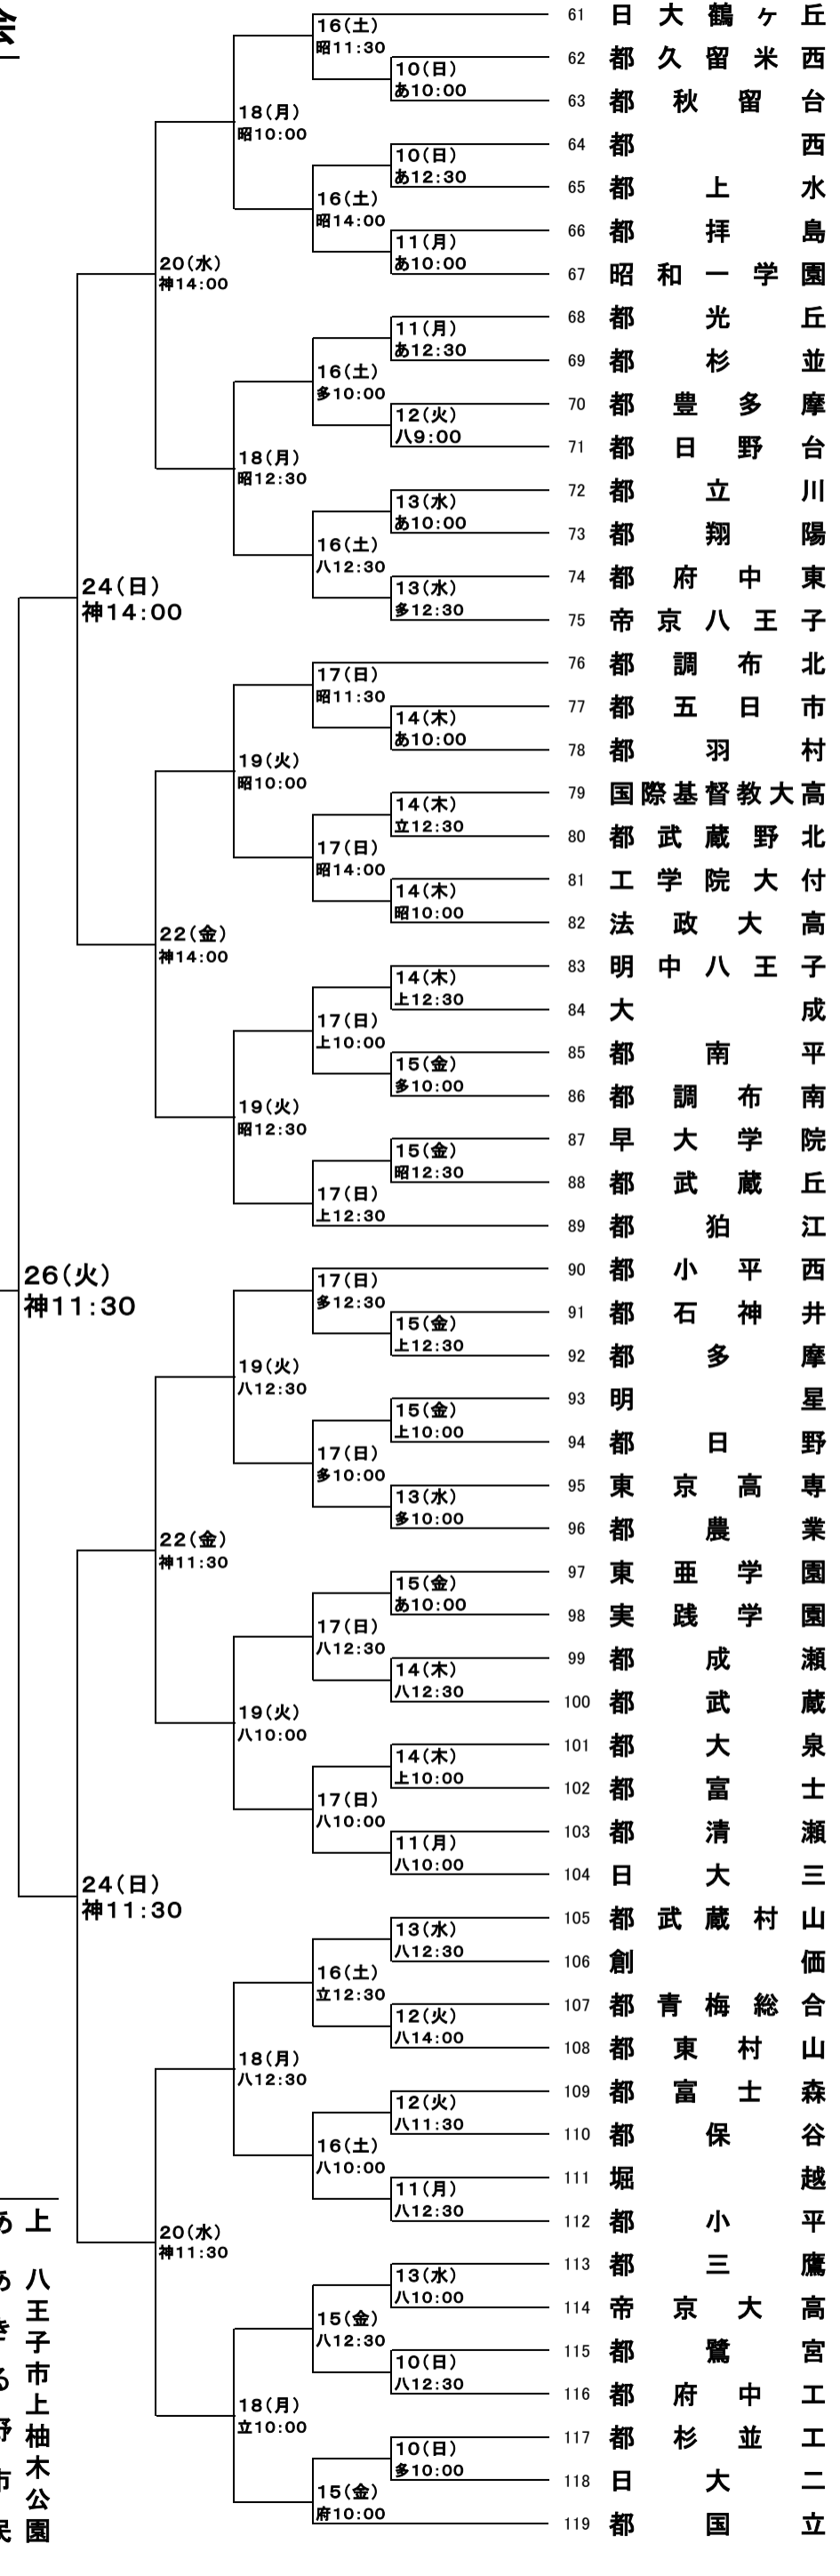 会
61 日大鶴ヶ丘
16(土)
昭11:30
62 都久留米西
10(日)
あ10:00
63 都秋留台
18(月)
昭10:00
64 都西
10(日)
あ12:30
65 都上水
16(土)
昭14:00
66 都拝島
11(月)
あ10:00
67 昭和一学園
20(水)
神14:00
68 都光丘
11(月)
あ12:30
69 都杉並
16(土)
多10:00
70 都豊多摩
12(火)
八9:00
71 都日野台
18(月)
昭12:30
72 都立川
13(水)
あ10:00
73 都翔陽
16(土)
八12:30
74 都府中東
13(水)
多12:30
75 帝京八王子
24(日)
神14:00
76 都調布北
17(日)
昭11:30
77 都五日市
14(木)
あ10:00
78 都羽村
19(火)
昭10:00
79 国際基督教大高
14(木)
立12:30
80 都武蔵野北
17(日)
昭14:00
81 工学院大付
14(木)
昭10:00
82 法政大高
22(金)
神14:00
83 明中八王子
14(木)
上12:30
84 大成
17(日)
上10:00
85 都南平
15(金)
多10:00
86 都調布南
19(火)
昭12:30
87 早大学院
15(金)
昭12:30
88 都武蔵丘
17(日)
上12:30
89 都狛江
26(火)
神11:30
90 都小平西
17(日)
多12:30
91 都石神井
15(金)
上12:30
92 都多摩
19(火)
八12:30
93 明星
15(金)
上10:00
94 都日野
17(日)
多10:00
95 東京高専
13(水)
多10:00
96 都農業
22(金)
神11:30
97 東亜学園
15(金)
あ10:00
98 実践学園
17(日)
八12:30
99 都成瀬
14(木)
八12:30
100 都武蔵
19(火)
八10:00
101 都大泉
14(木)
上10:00
102 都富士
17(日)
八10:00
103 都清瀬
11(月)
八10:00
104 日大三
24(日)
神11:30
105 都武蔵村山
13(水)
八12:30
106 創価
16(土)
立12:30
107 都青梅総合
12(火)
八14:00
108 都東村山
18(月)
八12:30
109 都富士森
12(火)
八11:30
110 都保谷
16(土)
八10:00
111 堀越
11(月)
八12:30
112 都小平
20(水)
神11:30
113 都三鷹
13(水)
八10:00
114 帝京大高
15(金)
八12:30
115 都鷺宮
10(日)
八12:30
116 都府中工
18(月)
立10:00
117 都杉並工
10(日)
多10:00
118 日大二
15(金)
府10:00
119 都国立
上 八王子市上柚木公園
あ あきる野市民